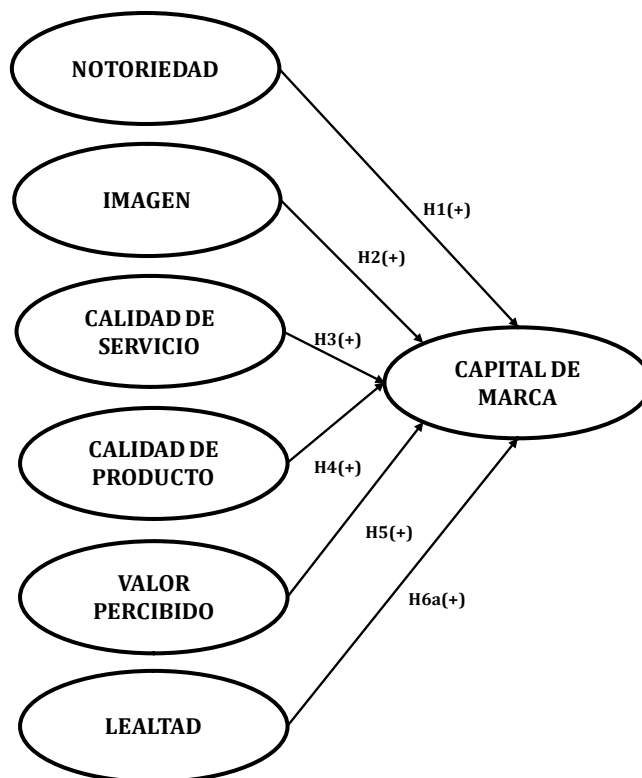 NOTORIEDAD
IMAGEN
H1(+)
H2(+)
CALIDAD DE
SERVICIO
H3(+)
CAPITAL DE
MARCA
CALIDAD DE
PRODUCTO
H4(+)
H5(+)
VALOR
PERCIBIDO
H6a(+)
LEALTAD